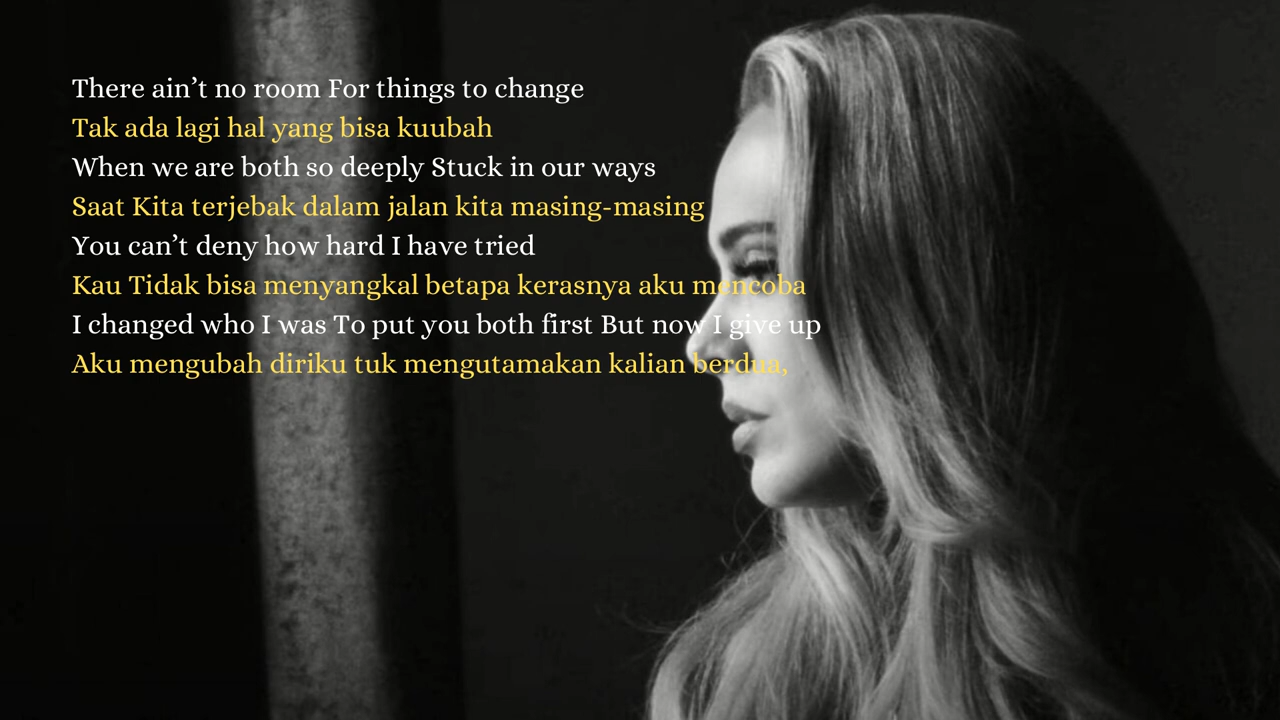 There ain’t no room For things to change
Tak ada lagi hal yang bisa kuubah
When we are both so deeply Stuck in our ways
Saat Kita terjebak dalam jalan kita masing-masing
You can’t deny how hard I have tried
Kau Tidak bisa menyangkal betapa kerasnya aku mencoba
I changed who I was To put you both first But now I give up
Aku mengubah diriku tuk mengutamakan kalian berdua,